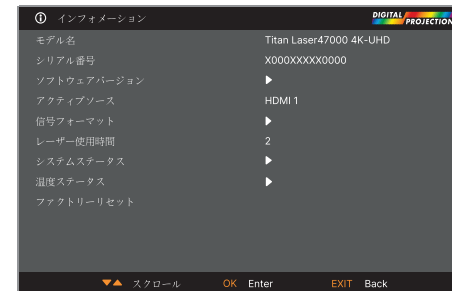 インフォメーション
DIGITAL PROJECTION
モデル名 Titan Laser47000 4K-UHD
シリアル番号 X000XXXXX0000
ソフトウェアバージョン ▶
アクティブソース HDMI 1
信号フォーマット ▶
レーザー使用時間 2
システムステータス ▶
温度ステータス ▶
ファクトリーリセット
▼▲ スクロール OK Enter EXIT Back